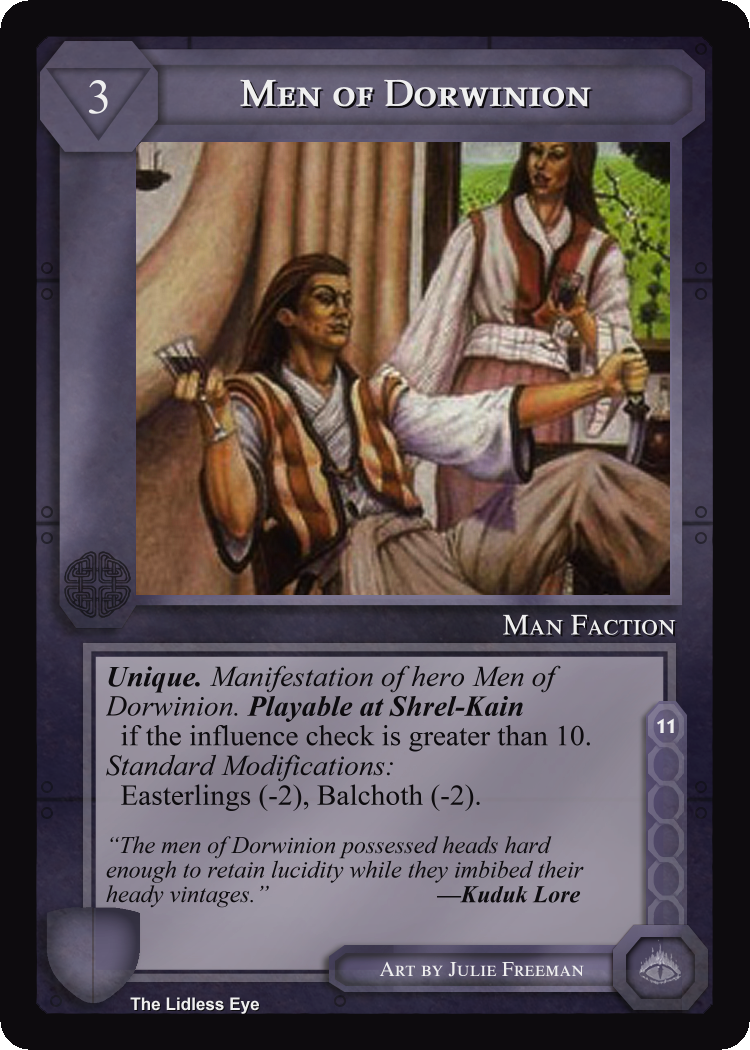 3
Men of Dorwinion
Man Faction
Unique. Manifestation of hero Men of
Dorwinion. Playable at Shrel-Kain
if the influence check is greater than 10.
Standard Modifications:
Easterlings (-2), Balchoth (-2).
11
“The men of Dorwinion possessed heads hard
enough to retain lucidity while they imbibed their
heady vintages.” —Kuduk Lore
Art by Julie Freeman
The Lidless Eye